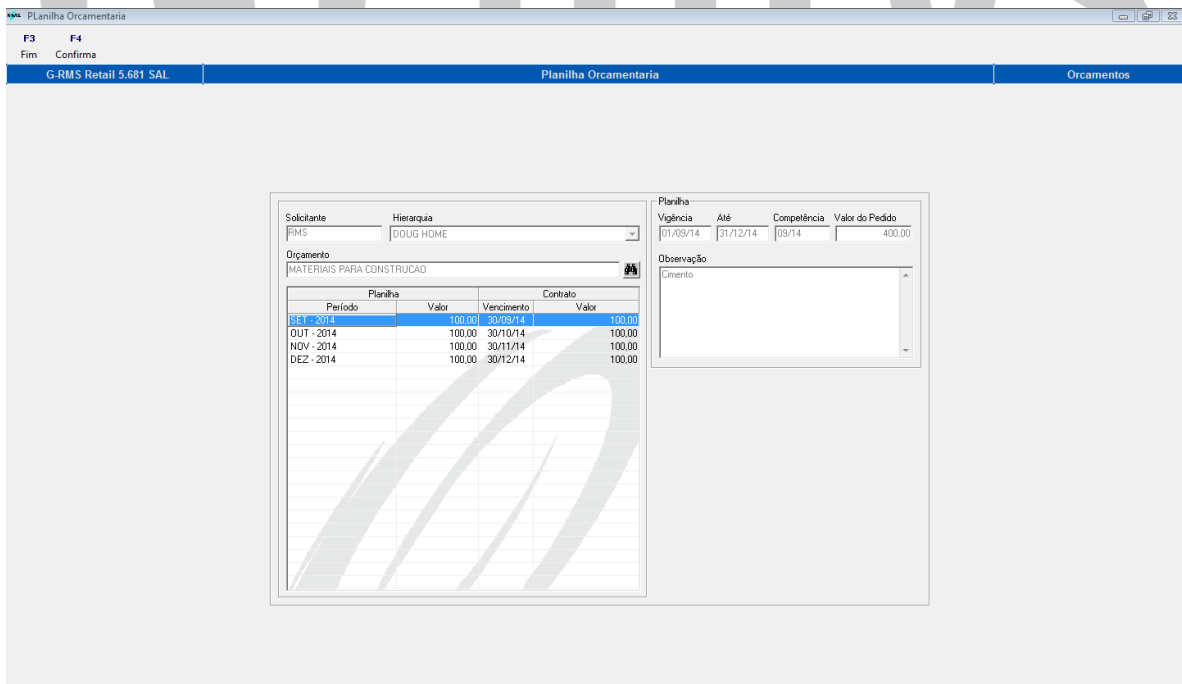 RMS PLanilha Orcamentaria
F3 F4
Fim Confirma
G-RMS Retail 5.681 SAL Planilha Orcamentaria Orcamentos
Solicitante Hierarquia
RMS DOUG HOME
Orçamento
MATERIAIS PARA CONSTRUCAO
Planilha Contrato
Período Valor Vencimento Valor
SET - 2014 100,00 30/09/14 100,00
OUT - 2014 100,00 30/10/14 100,00
NOV - 2014 100,00 30/11/14 100,00
DEZ - 2014 100,00 30/12/14 100,00
Planilha
Vigência Até Competência Valor do Pedido
01/09/14 31/12/14 09/14 400,00
Observação
Cimento